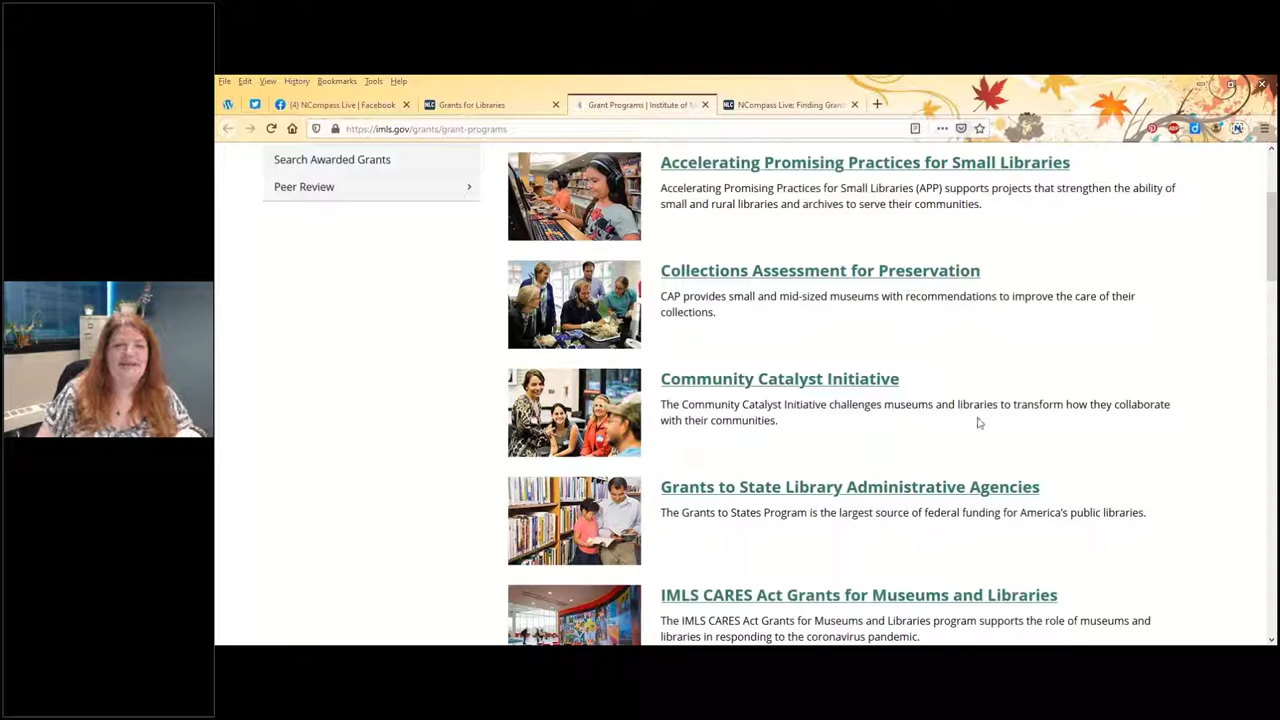 File Edit View History Bookmarks Tools Help
(4) NCompass Live | Facebook
NLC Grants for Libraries
Grant Programs | Institute of M
NLC NCompass Live: Finding Grant
https://imls.gov/grants/grant-programs
Search Awarded Grants
Peer Review
Accelerating Promising Practices for Small Libraries
Accelerating Promising Practices for Small Libraries (APP) supports projects that strengthen the ability of
small and rural libraries and archives to serve their communities.
Collections Assessment for Preservation
CAP provides small and mid-sized museums with recommendations to improve the care of their
collections.
Community Catalyst Initiative
The Community Catalyst Initiative challenges museums and libraries to transform how they collaborate
with their communities.
Grants to State Library Administrative Agencies
The Grants to States Program is the largest source of federal funding for America's public libraries.
IMLS CARES Act Grants for Museums and Libraries
The IMLS CARES Act Grants for Museums and Libraries program supports the role of museums and
libraries in responding to the coronavirus pandemic.